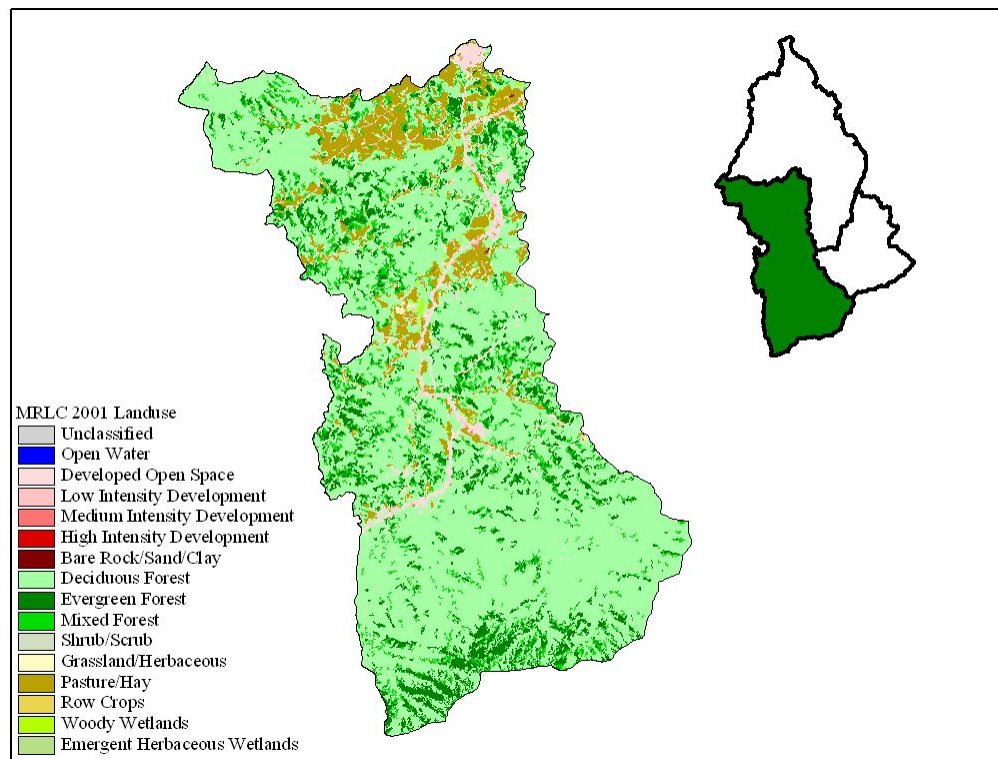 MRLC 2001 Landuse
Unclassified
Open Water
Developed Open Space
Low Intensity Development
Medium Intensity Development
High Intensity Development
Bare Rock/Sand/Clay
Deciduous Forest
Evergreen Forest
Mixed Forest
Shrub/Scrub
Grassland/Herbaceous
Pasture/Hay
Row Crops
Woody Wetlands
Emergent Herbaceous Wetlands